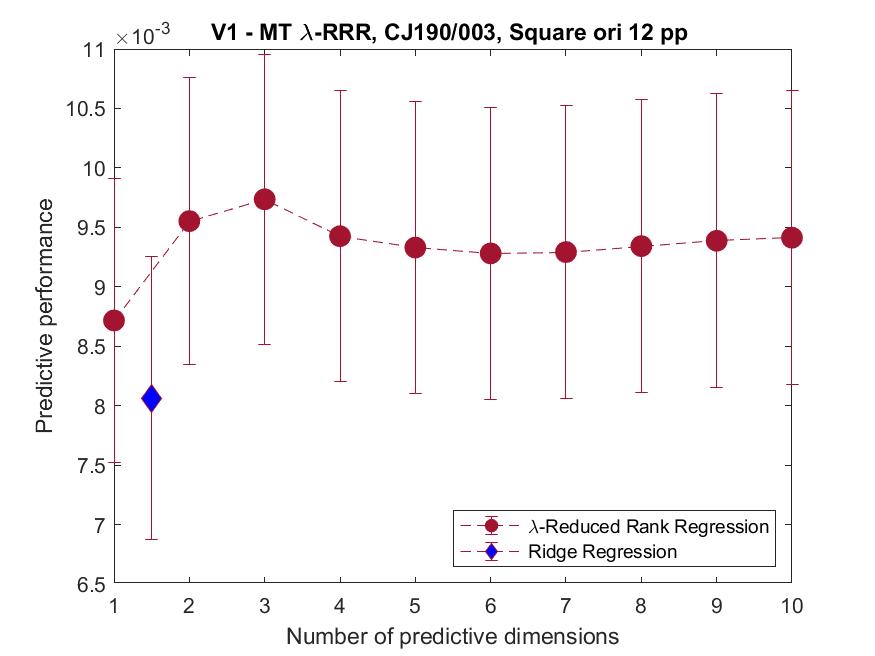 ×10⁻³
V1 - MT λ-RRR, CJ190/003, Square ori 12 pp
11
10.5
10
9.5
9
8.5
8
7.5
7
6.5
Predictive performance
1 2 3 4 5 6 7 8 9 10
Number of predictive dimensions
λ-Reduced Rank Regression
Ridge Regression